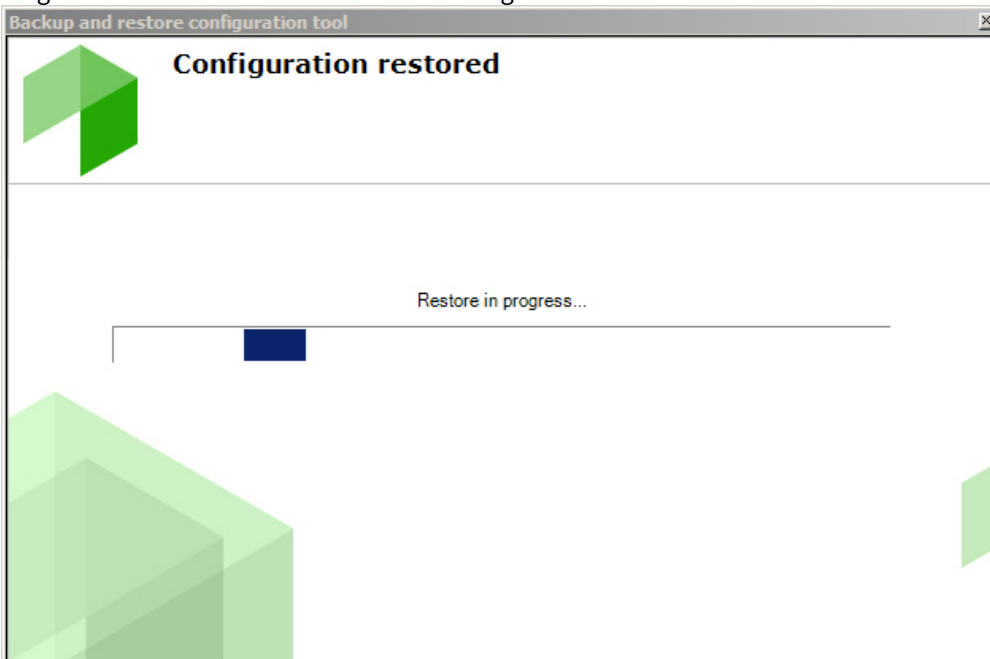 Backup and restore configuration tool
Configuration restored
Restore in progress...